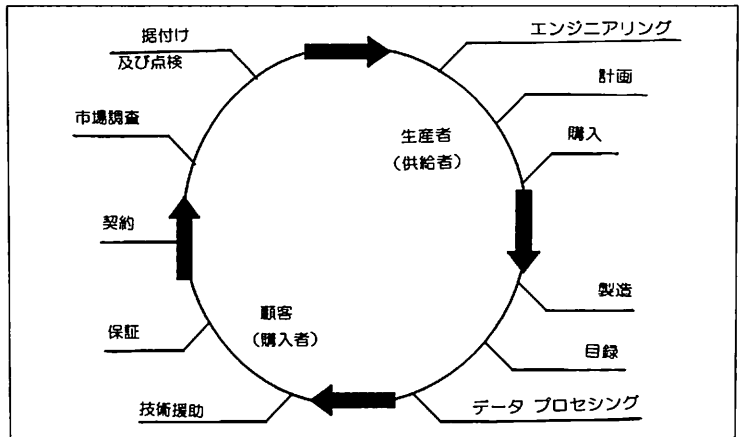 据付け
及び点検
エンジニアリング
計画
市場調査
生産者
（供給者）
購入
契約
製造
顧客
（購入者）
保証
目録
技術援助
データ プロセシング